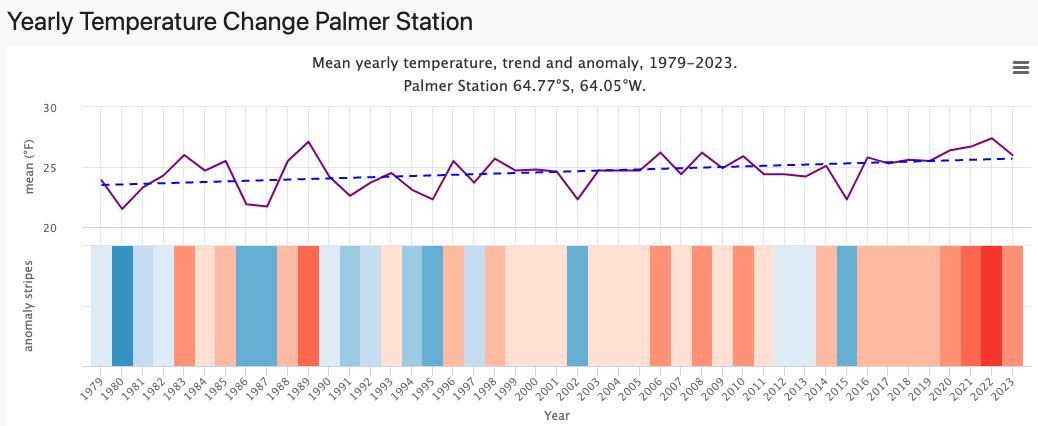 Yearly Temperature Change Palmer Station
Mean yearly temperature, trend and anomaly, 1979–2023.
Palmer Station 64.77°S, 64.05°W.
30
25
20
mean (°F)
anomaly stripes
1979 1980 1981 1982 1983 1984 1985 1986 1987 1988 1989 1990 1991 1992 1993 1994 1995 1996 1997 1998 1999 2000 2001 2002 2003 2004 2005 2006 2007 2008 2009 2010 2011 2012 2013 2014 2015 2016 2017 2018 2019 2020 2021 2022 2023
Year